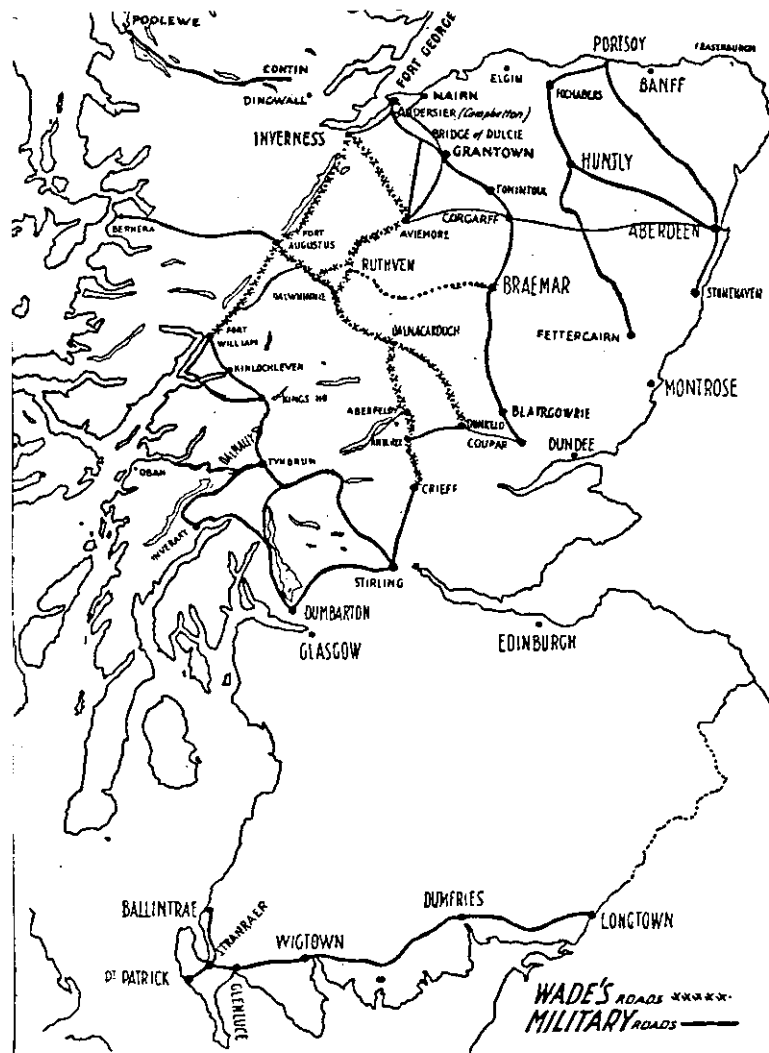 POOLEWE
CONTIN
DINGWALL
FORT GEORGE
ELGIN
PORTSOY
FRASERBURGH
BANFF
FOCHABERS
NAIRN
ARDERSIER (Campbelton)
BRIDGE of DULCIE
INVERNESS
GRANTOWN
HUNTLY
TOMINTOUL
BERNERA
FORT
AUGUSTUS
AVIEMORE
CORGARFF
ABERDEEN
RUTHVEN
DALWHINNIE
BRAEMAR
STONEHAVEN
FORT
WILLIAM
DALNACARDOCH
FETTERCAIRN
KINLOCHLEVEN
KINGS HO
MONTROSE
ABERFELDY
BLAIRGOWRIE
DUNKELD
COUPAR
DUNDEE
DALMALLY
TYNDRUM
OBAN
CRIEFF
INVERARY
STIRLING
DUMBARTON
GLASGOW
EDINBURGH
BALLINTRAE
STRANRAER
WIGTOWN
DUMFRIES
LONGTOWN
PT PATRICK
GLENLUCE
WADE'S ROADS xxxxx.
MILITARY ROADS